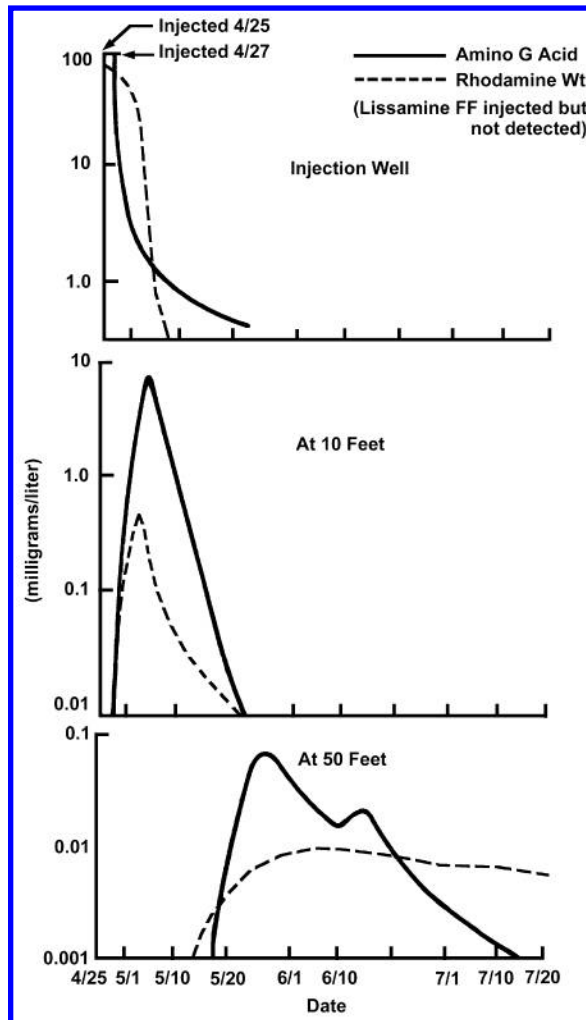 Injected 4/25
Injected 4/27
Amino G Acid
Rhodamine Wt
(Lissamine FF injected but
not detected)
Injection Well
100
10
1.0
10
At 10 Feet
1.0
0.1
0.01
(milligrams/liter)
0.1
At 50 Feet
0.01
0.001
4/25 5/1 5/10 5/20 6/1 6/10 7/1 7/10 7/20
Date